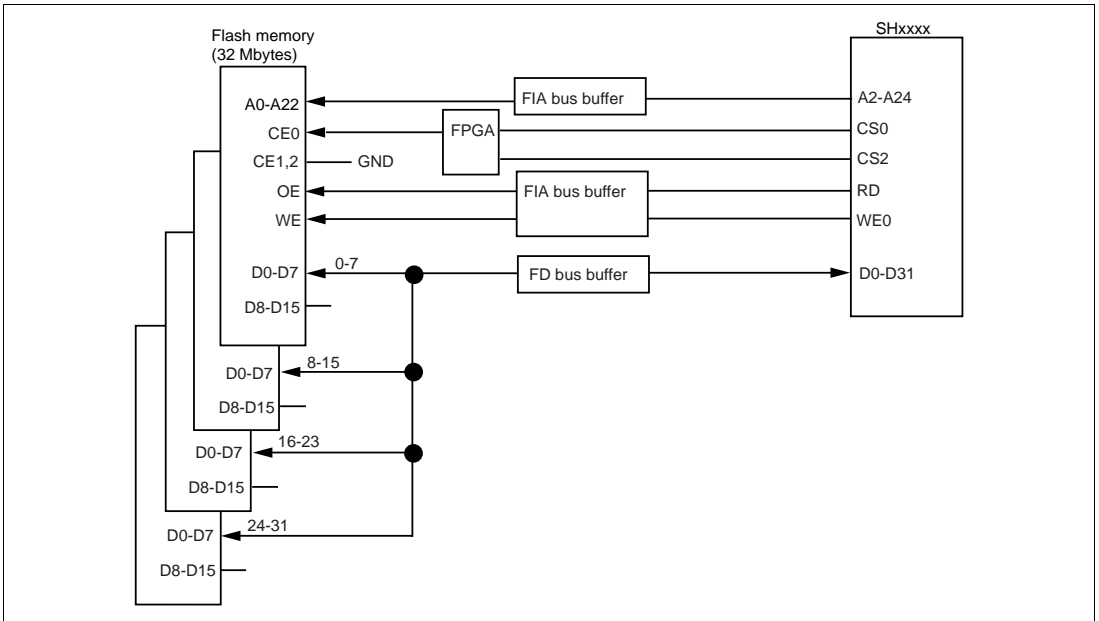 Flash memory
(32 Mbytes)
SHxxxx
A0-A22
FIA bus buffer
A2-A24
CE0
FPGA
CS0
CE1,2
GND
CS2
OE
FIA bus buffer
RD
WE
WE0
D0-D7
0-7
FD bus buffer
D0-D31
D8-D15
D0-D7
8-15
D8-D15
D0-D7
16-23
D8-D15
D0-D7
24-31
D8-D15